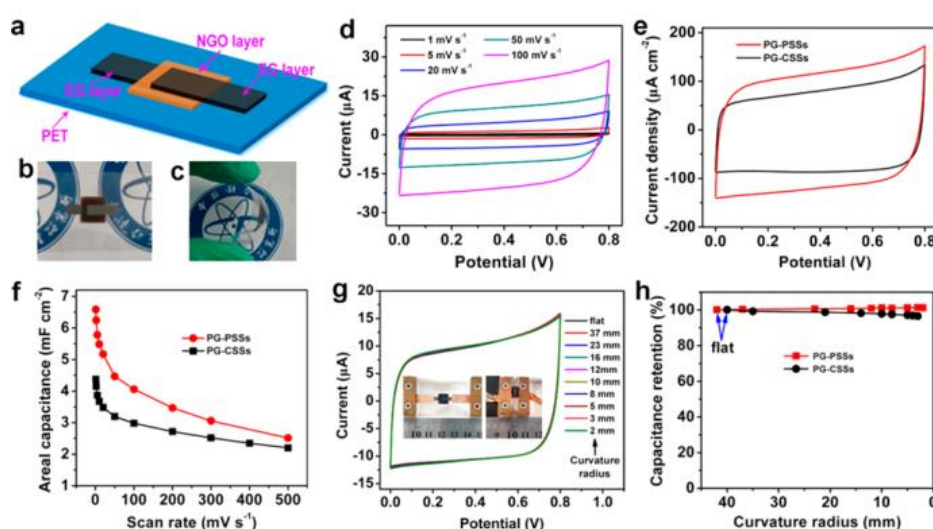 a
NGO layer
EG layer
EG layer
PET
b
c
d
1 mV s⁻¹
50 mV s⁻¹
5 mV s⁻¹
100 mV s⁻¹
20 mV s⁻¹
Current (μA)
30
15
0
-15
-30
0.0 0.2 0.4 0.6 0.8 1.0
Potential (V)
e
PG-PSSs
PG-CSSs
Current density (μA cm⁻²)
200
100
0
-100
-200
0.0 0.2 0.4 0.6 0.8
Potential (V)
f
PG-PSSs
PG-CSSs
Areal capacitance (mF cm⁻²)
7
6
5
4
3
2
1
0 100 200 300 400 500
Scan rate (mV s⁻¹)
g
flat
37 mm
23 mm
16 mm
12mm
10 mm
8 mm
5 mm
3 mm
2 mm
Curvature
radius
Current (μA)
15
10
5
0
-5
-10
-15
0.0 0.2 0.4 0.6 0.8 1.0
Potential (V)
h
flat
PG-PSSs
PG-CSSs
Capacitance retention (%)
120
100
80
60
40
20
0
40 30 20 10
Curvature radius (mm)